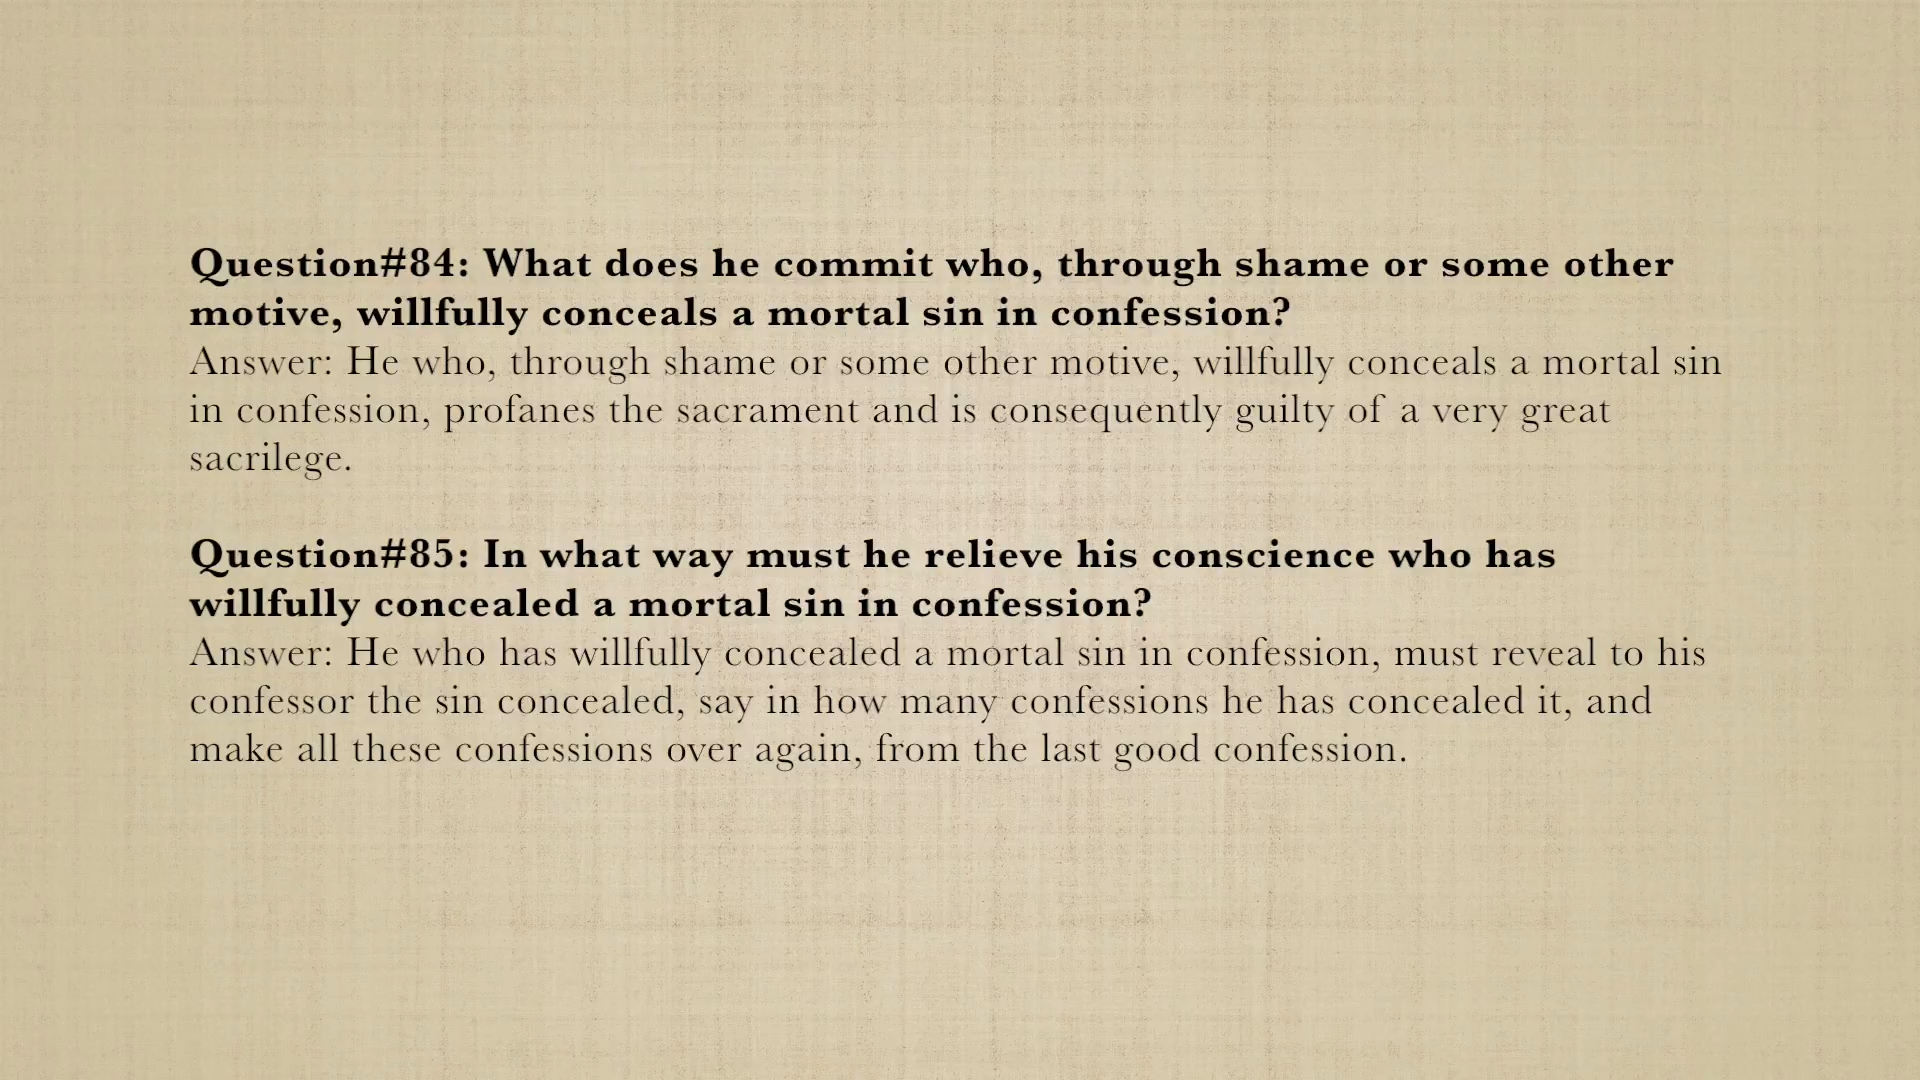 Question#84: What does he commit who, through shame or some other
motive, willfully conceals a mortal sin in confession?
Answer: He who, through shame or some other motive, willfully conceals a mortal sin
in confession, profanes the sacrament and is consequently guilty of a very great
sacrilege.
Question#85: In what way must he relieve his conscience who has
willfully concealed a mortal sin in confession?
Answer: He who has willfully concealed a mortal sin in confession, must reveal to his
confessor the sin concealed, say in how many confessions he has concealed it, and
make all these confessions over again, from the last good confession.